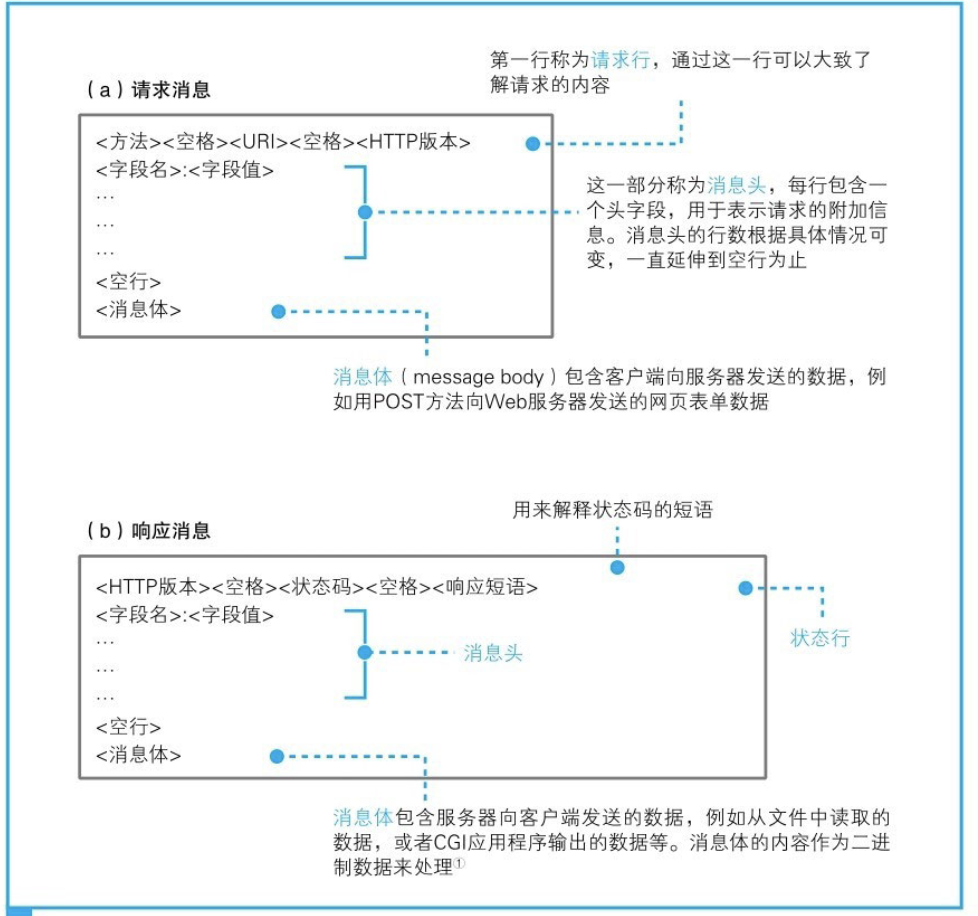 第一行称为请求行，通过这一行可以大致了
解请求的内容
（a）请求消息
<方法><空格><URI><空格><HTTP版本>
<字段名>:<字段值>
…
…
…
<空行>
<消息体>
这一部分称为消息头，每行包含一
个头字段，用于表示请求的附加信
息。消息头的行数根据具体情况可
变，一直延伸到空行为止
消息体（message body）包含客户端向服务器发送的数据，例
如用POST方法向Web服务器发送的网页表单数据
用来解释状态码的短语
（b）响应消息
<HTTP版本><空格><状态码><空格><响应短语>
<字段名>:<字段值>
…
…
…
<空行>
<消息体>
消息头
状态行
消息体包含服务器向客户端发送的数据，例如从文件中读取的
数据，或者CGI应用程序输出的数据等。消息体的内容作为二进
制数据来处理①